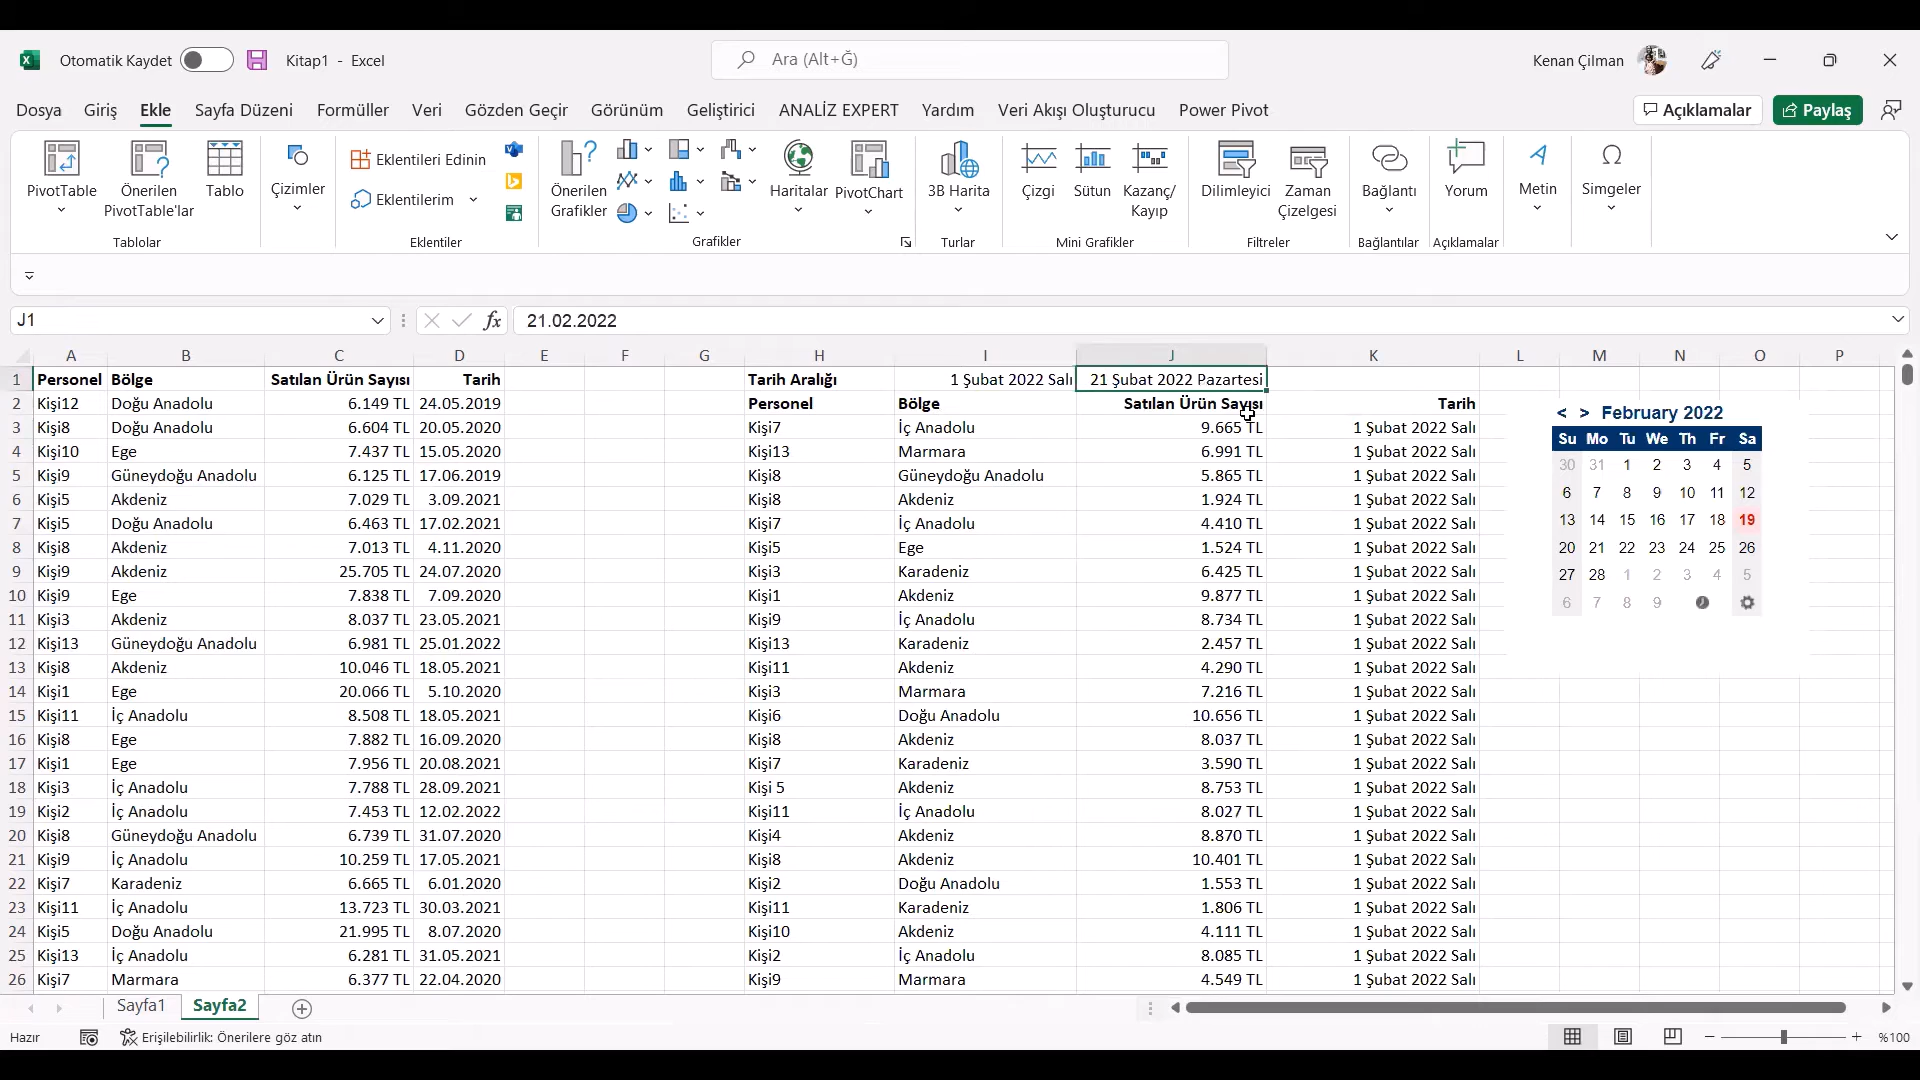 Otomatik Kaydet Kitap1 - Excel Ara (Alt+Ğ) Kenan Çilman
Dosya Giriş Ekle Sayfa Düzeni Formüller Veri Gözden Geçir Görünüm Geliştirici ANALİZ EXPERT Yardım Veri Akışı Oluşturucu Power Pivot Açıklamalar Paylaş
PivotTable Önerilen PivotTable'lar Tablo Çizimler Eklentileri Edinin Eklentilerim Önerilen Grafikler Haritalar PivotChart 3B Harita Çizgi Sütun Kazanç/Kayıp Dilimleyici Zaman Çizelgesi Bağlantı Yorum Metin Simgeler
Tablolar Eklentiler Grafikler Turlar Mini Grafikler Filtreler Bağlantılar Açıklamalar
J1 fx 21.02.2022
A B C D E F G H I J K L M N O P
1 Personel Bölge Satılan Ürün Sayısı Tarih Tarih Aralığı 1 Şubat 2022 Salı 21 Şubat 2022 Pazartesi
2 Kişi12 Doğu Anadolu 6.149 TL 24.05.2019 Personel Bölge Satılan Ürün Sayısı Tarih
3 Kişi8 Doğu Anadolu 6.604 TL 20.05.2020 Kişi7 İç Anadolu 9.665 TL 1 Şubat 2022 Salı
4 Kişi10 Ege 7.437 TL 15.05.2020 Kişi13 Marmara 6.991 TL 1 Şubat 2022 Salı
5 Kişi9 Güneydoğu Anadolu 6.125 TL 17.06.2019 Kişi8 Güneydoğu Anadolu 5.865 TL 1 Şubat 2022 Salı
6 Kişi5 Akdeniz 7.029 TL 3.09.2021 Kişi8 Akdeniz 1.924 TL 1 Şubat 2022 Salı
7 Kişi5 Doğu Anadolu 6.463 TL 17.02.2021 Kişi7 İç Anadolu 4.410 TL 1 Şubat 2022 Salı
8 Kişi8 Akdeniz 7.013 TL 4.11.2020 Kişi5 Ege 1.524 TL 1 Şubat 2022 Salı
9 Kişi9 Akdeniz 25.705 TL 24.07.2020 Kişi3 Karadeniz 6.425 TL 1 Şubat 2022 Salı
10 Kişi9 Ege 7.838 TL 7.09.2020 Kişi1 Akdeniz 9.877 TL 1 Şubat 2022 Salı
11 Kişi3 Akdeniz 8.037 TL 23.05.2021 Kişi9 İç Anadolu 8.734 TL 1 Şubat 2022 Salı
12 Kişi13 Güneydoğu Anadolu 6.981 TL 25.01.2022 Kişi13 Karadeniz 2.457 TL 1 Şubat 2022 Salı
13 Kişi8 Akdeniz 10.046 TL 18.05.2021 Kişi11 Akdeniz 4.290 TL 1 Şubat 2022 Salı
14 Kişi1 Ege 20.066 TL 5.10.2020 Kişi3 Marmara 7.216 TL 1 Şubat 2022 Salı
15 Kişi11 İç Anadolu 8.508 TL 18.05.2021 Kişi6 Doğu Anadolu 10.656 TL 1 Şubat 2022 Salı
16 Kişi8 Ege 7.882 TL 16.09.2020 Kişi8 Akdeniz 8.037 TL 1 Şubat 2022 Salı
17 Kişi1 Ege 7.956 TL 20.08.2021 Kişi7 Karadeniz 3.590 TL 1 Şubat 2022 Salı
18 Kişi3 İç Anadolu 7.788 TL 28.09.2021 Kişi 5 Akdeniz 8.753 TL 1 Şubat 2022 Salı
19 Kişi2 İç Anadolu 7.453 TL 12.02.2022 Kişi11 İç Anadolu 8.027 TL 1 Şubat 2022 Salı
20 Kişi8 Güneydoğu Anadolu 6.739 TL 31.07.2020 Kişi4 Akdeniz 8.870 TL 1 Şubat 2022 Salı
21 Kişi9 İç Anadolu 10.259 TL 17.05.2021 Kişi8 Akdeniz 10.401 TL 1 Şubat 2022 Salı
22 Kişi7 Karadeniz 6.665 TL 6.01.2020 Kişi2 Doğu Anadolu 1.553 TL 1 Şubat 2022 Salı
23 Kişi11 İç Anadolu 13.723 TL 30.03.2021 Kişi11 Karadeniz 1.806 TL 1 Şubat 2022 Salı
24 Kişi5 Doğu Anadolu 21.995 TL 8.07.2020 Kişi10 Akdeniz 4.111 TL 1 Şubat 2022 Salı
25 Kişi13 İç Anadolu 6.281 TL 31.05.2021 Kişi2 İç Anadolu 8.085 TL 1 Şubat 2022 Salı
26 Kişi7 Marmara 6.377 TL 22.04.2020 Kişi9 Marmara 4.549 TL 1 Şubat 2022 Salı
< > February 2022
Su Mo Tu We Th Fr Sa
30 31 1 2 3 4 5
6 7 8 9 10 11 12
13 14 15 16 17 18 19
20 21 22 23 24 25 26
27 28 1 2 3 4 5
6 7 8 9
Sayfa1 Sayfa2
Hazır Erişilebilirlik: Önerilere göz atın %100